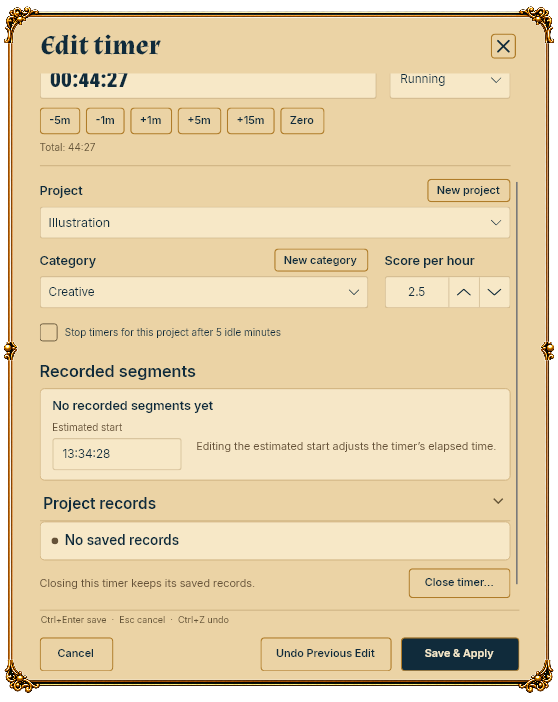 Edit timer
00:44:27
Running
-5m -1m +1m +5m +15m Zero
Total: 44:27
Project
New project
Illustration
Category
New category
Score per hour
Creative
2.5
Stop timers for this project after 5 idle minutes
Recorded segments
No recorded segments yet
Estimated start
13:34:28
Editing the estimated start adjusts the timer's elapsed time.
Project records
No saved records
Closing this timer keeps its saved records.
Close timer...
Ctrl+Enter save · Esc cancel · Ctrl+Z undo
Cancel
Undo Previous Edit
Save & Apply